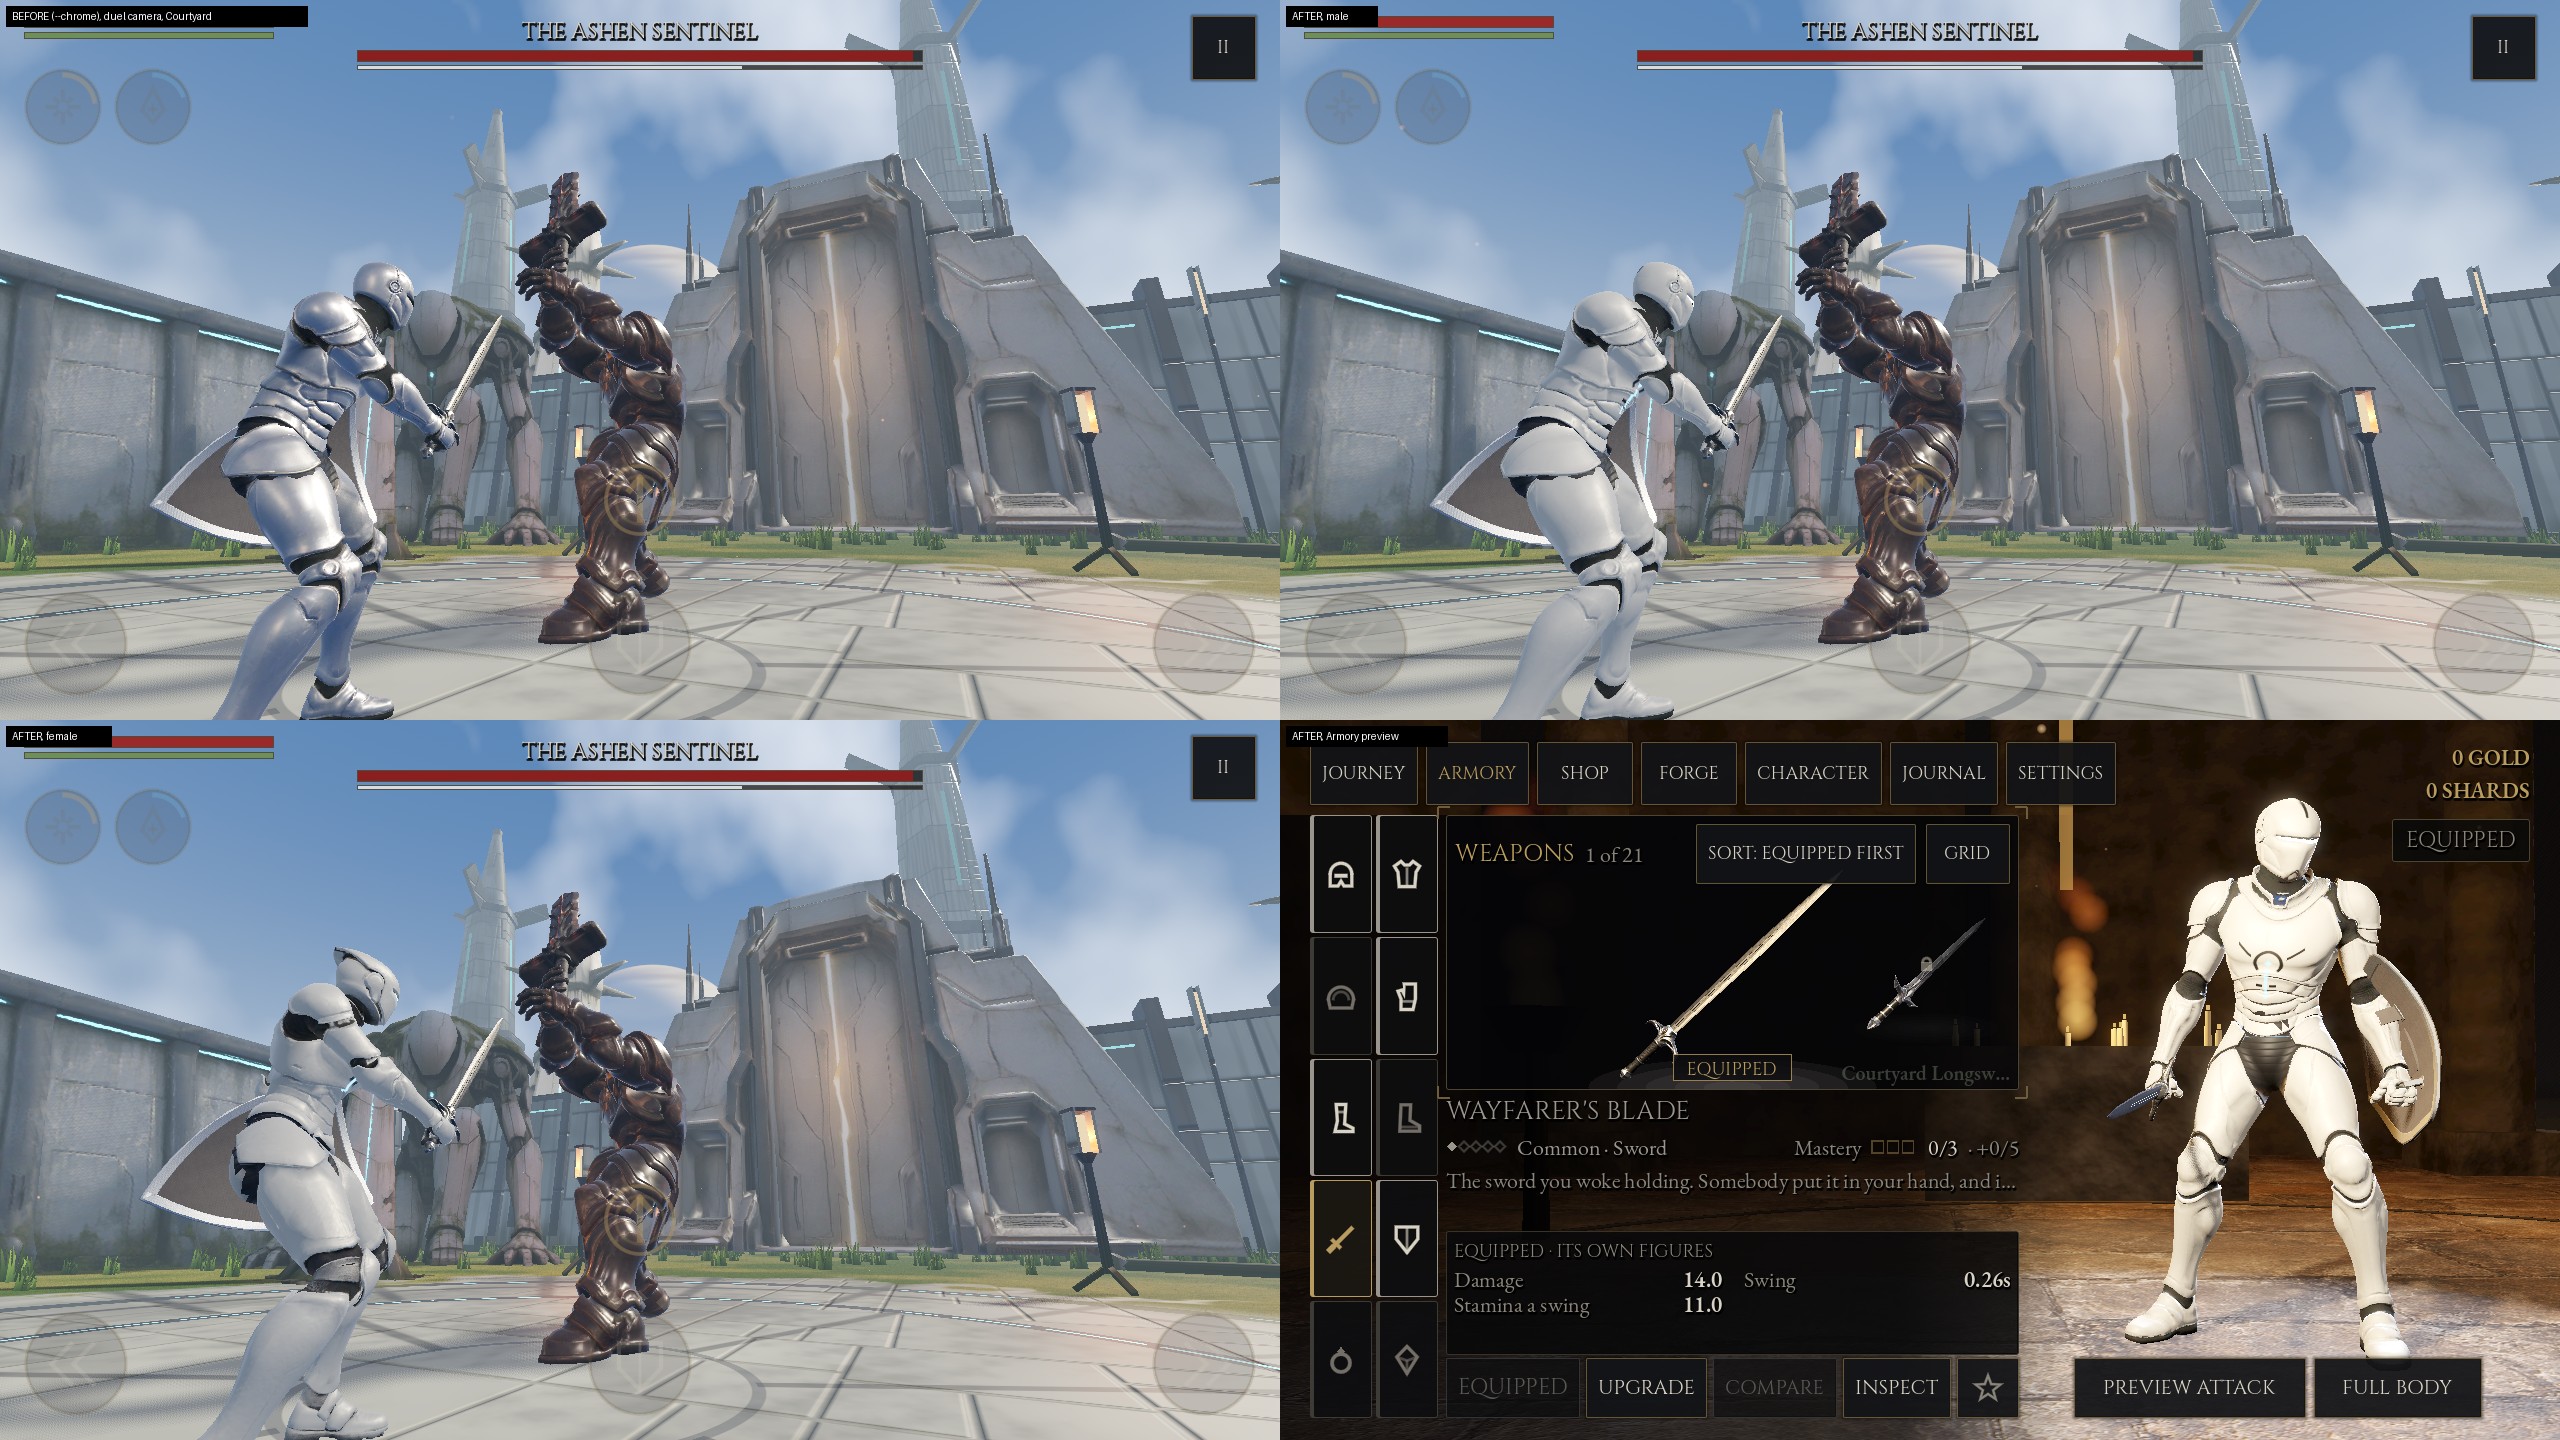 BEFORE (--chrome), duel camera, Courtyard
THE ASHEN SENTINEL
II
AFTER, male
THE ASHEN SENTINEL
II
AFTER, female
THE ASHEN SENTINEL
II
AFTER, Armory preview
JOURNEY ARMORY SHOP FORGE CHARACTER JOURNAL SETTINGS
0 GOLD
0 SHARDS
EQUIPPED
WEAPONS 1 of 21 SORT: EQUIPPED FIRST GRID
EQUIPPED
Courtyard Longsw...
WAYFARER'S BLADE
Common · Sword Mastery 0/3 · +0/5
The sword you woke holding. Somebody put it in your hand, and i...
EQUIPPED · ITS OWN FIGURES
Damage 14.0 Swing 0.26s
Stamina a swing 11.0
EQUIPPED UPGRADE COMPARE INSPECT
PREVIEW ATTACK FULL BODY